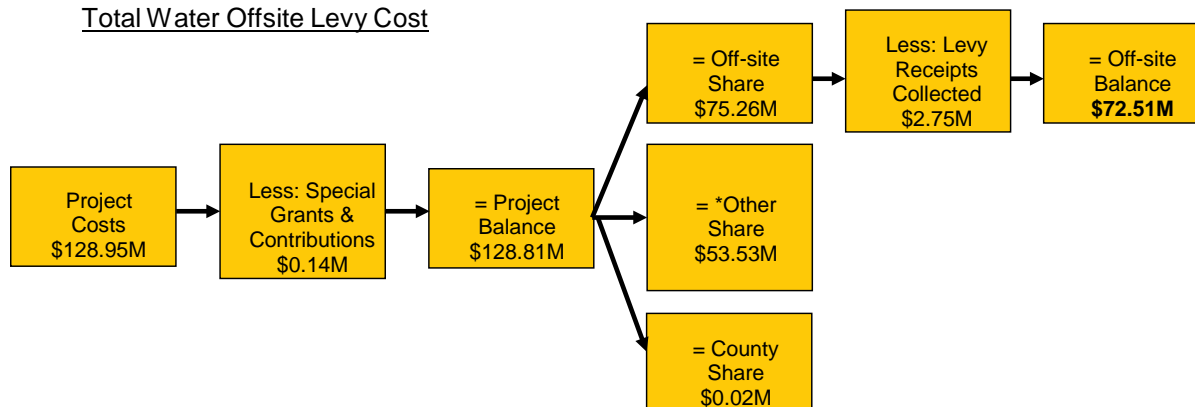 Total Water Offsite Levy Cost
Project
Costs
$128.95M
Less: Special
Grants &
Contributions
$0.14M
= Project
Balance
$128.81M
= Off-site
Share
$75.26M
Less: Levy
Receipts
Collected
$2.75M
= Off-site
Balance
$72.51M
= *Other
Share
$53.53M
= County
Share
$0.02M